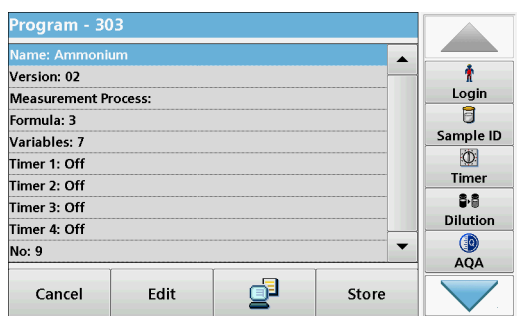 Program - 303
Name: Ammonium
Version: 02
Measurement Process:
Formula: 3
Variables: 7
Timer 1: Off
Timer 2: Off
Timer 3: Off
Timer 4: Off
No: 9
Cancel
Edit
Store
Login
Sample ID
Timer
Dilution
AQA